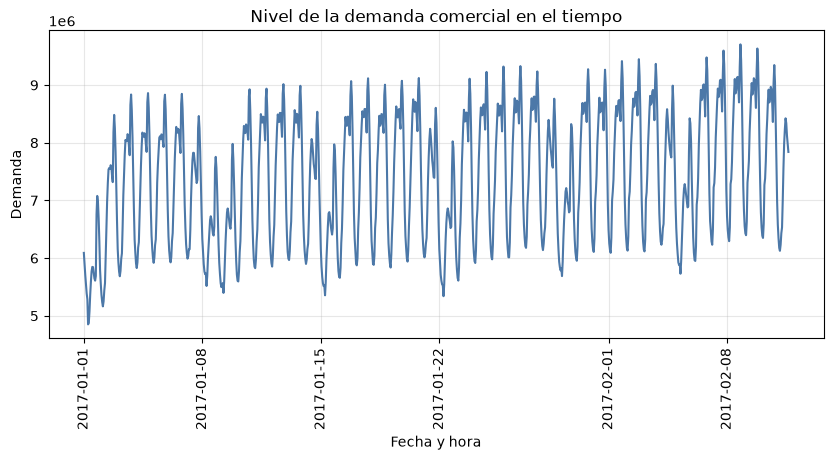 Nivel de la demanda comercial en el tiempo
1e6
9
8
7
6
5
Demanda
2017-01-01
2017-01-08
2017-01-15
2017-01-22
2017-02-01
2017-02-08
Fecha y hora